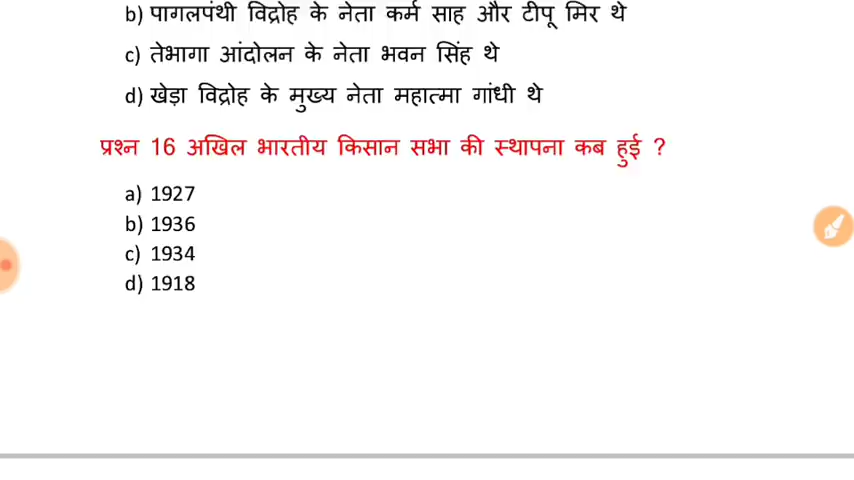 b) पागलपंथी विद्रोह के नेता कर्म साह और टीपू मिर थे
c) तेभागा आंदोलन के नेता भवन सिंह थे
d) खेड़ा विद्रोह के मुख्य नेता महात्मा गांधी थे
प्रश्न 16 अखिल भारतीय किसान सभा की स्थापना कब हुई ?
a) 1927
b) 1936
c) 1934
d) 1918